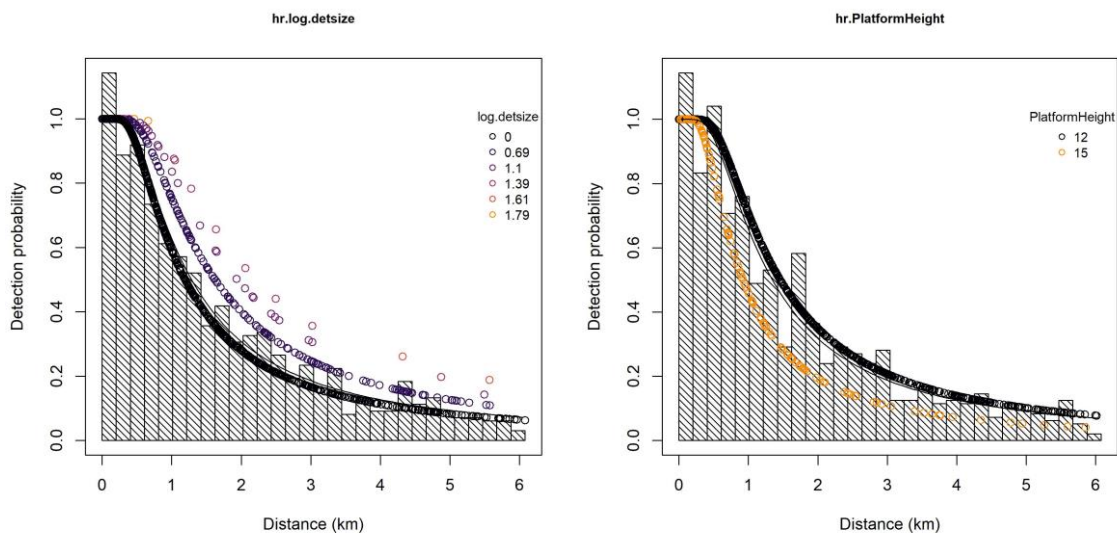 hr.log.detsize
Detection probability
1.0
0.8
0.6
0.4
0.2
0.0
0 1 2 3 4 5 6
Distance (km)
log.detsize
0
0.69
1.1
1.39
1.61
1.79
hr.PlatformHeight
Detection probability
1.0
0.8
0.6
0.4
0.2
0.0
0 1 2 3 4 5 6
Distance (km)
PlatformHeight
12
15